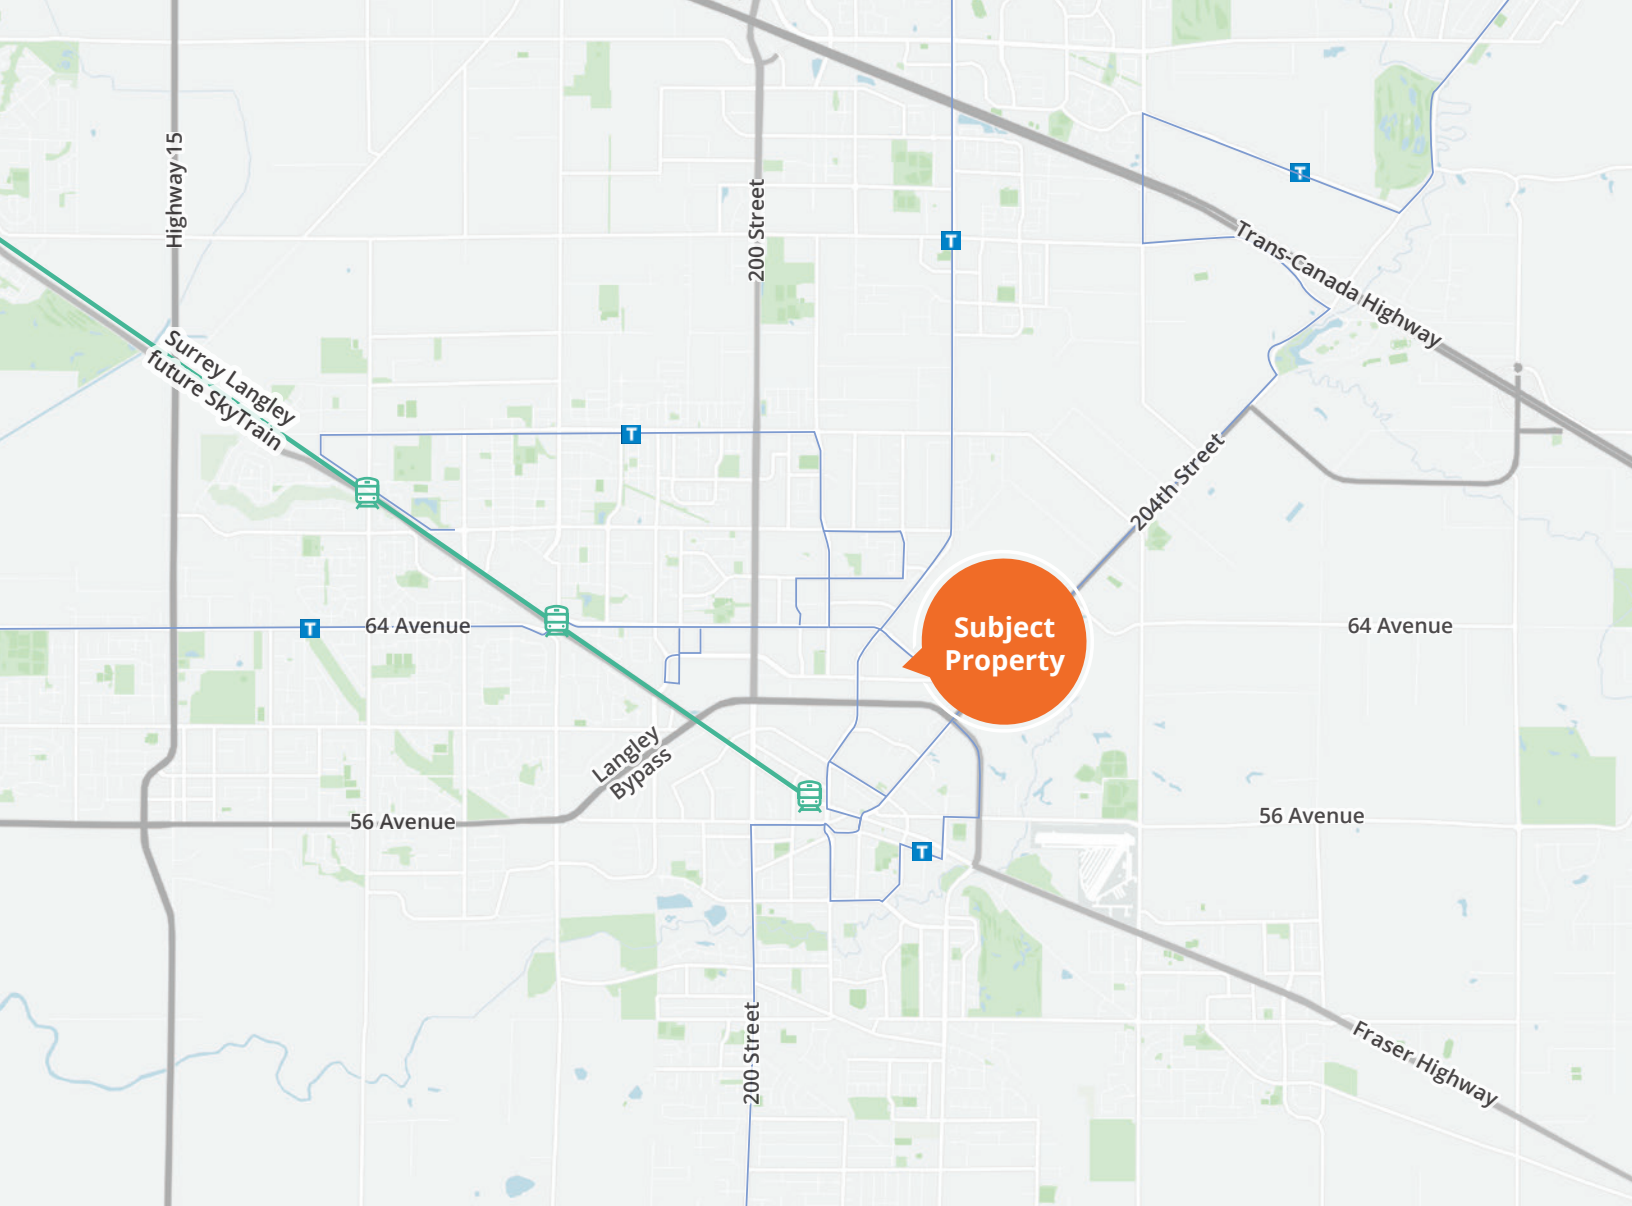 Highway 15
200 Street
T
T
Trans-Canada Highway
Surrey Langley
future SkyTrain
T
204th Street
T
64 Avenue
Subject
Property
64 Avenue
Langley
Bypass
56 Avenue
56 Avenue
T
200 Street
Fraser Highway